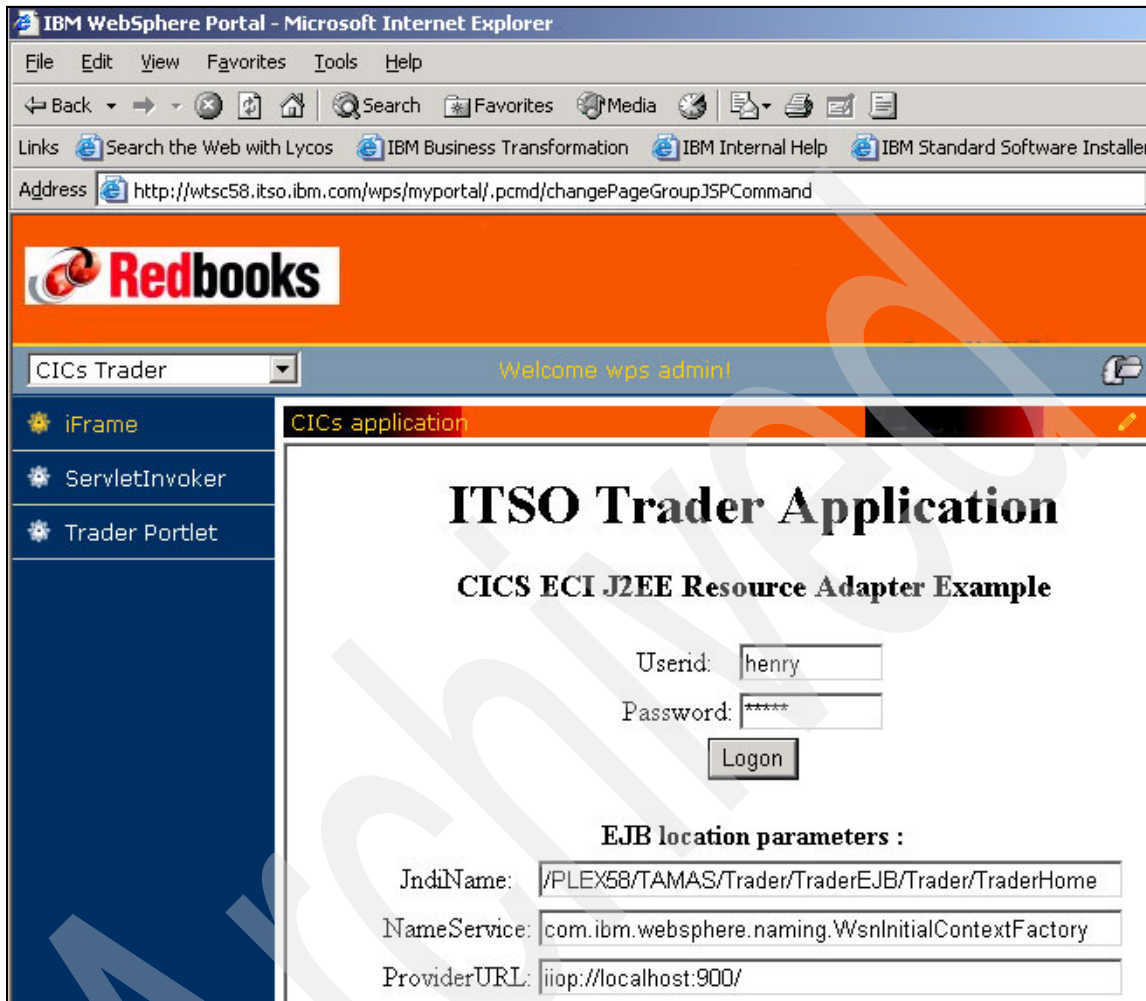 IBM WebSphere Portal - Microsoft Internet Explorer
File Edit View Favorites Tools Help
Back Search Favorites Media
Links Search the Web with Lycos IBM Business Transformation IBM Internal Help IBM Standard Software Installer
Address http://wtsc58.itso.ibm.com/wps/myportal/.pcmd/changePageGroupJSPCommand
Redbooks
CICs Trader Welcome wps admin!
iFrame CICs application
ServletInvoker
Trader Portlet
ITSO Trader Application
CICS ECI J2EE Resource Adapter Example
Userid: henry
Password: *****
Logon
EJB location parameters :
JndiName: /PLEX58/TAMAS/Trader/TraderEJB/Trader/TraderHome
NameService: com.ibm.websphere.naming.WsnInitialContextFactory
ProviderURL: iiop://localhost:900/
Archived